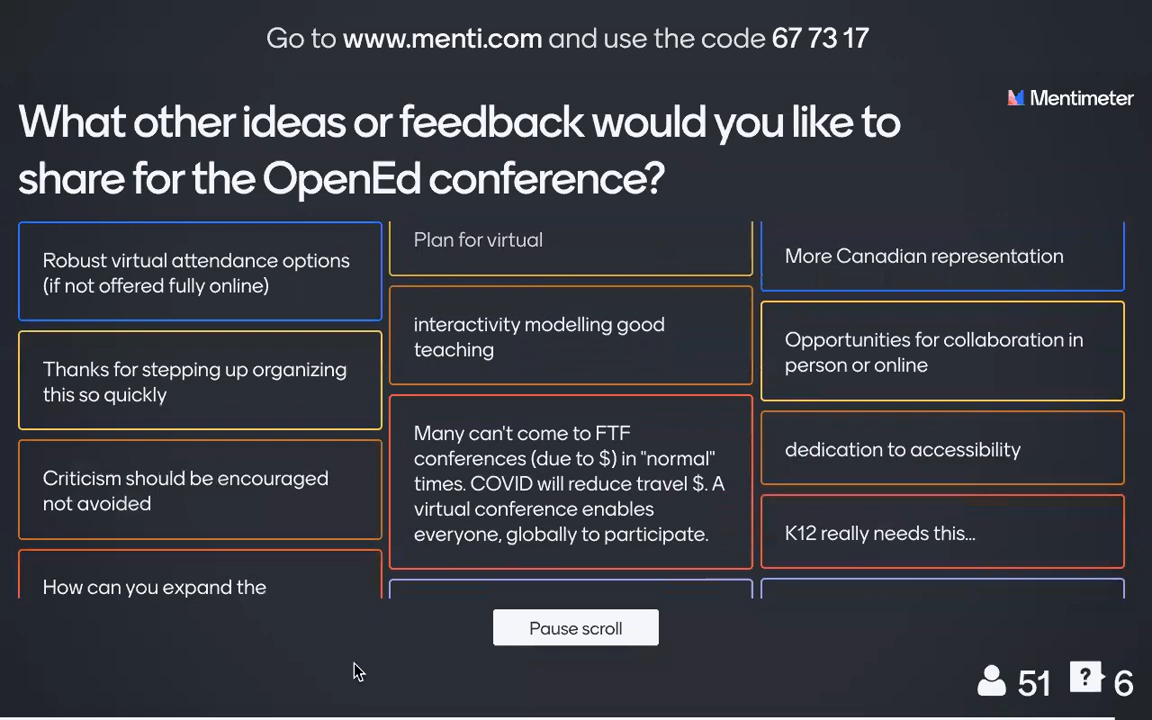 Go to www.menti.com and use the code 67 73 17
Mentimeter
What other ideas or feedback would you like to
share for the OpenEd conference?
Robust virtual attendance options
(if not offered fully online)
Thanks for stepping up organizing
this so quickly
Criticism should be encouraged
not avoided
How can you expand the
Plan for virtual
interactivity modelling good
teaching
Many can't come to FTF
conferences (due to $) in "normal"
times. COVID will reduce travel $. A
virtual conference enables
everyone, globally to participate.
More Canadian representation
Opportunities for collaboration in
person or online
dedication to accessibility
K12 really needs this...
Pause scroll
51
? 6